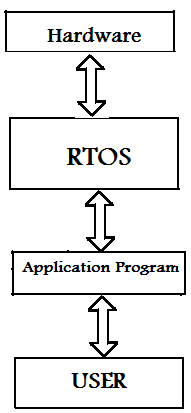 Hardware
RTOS
Application Program
USER